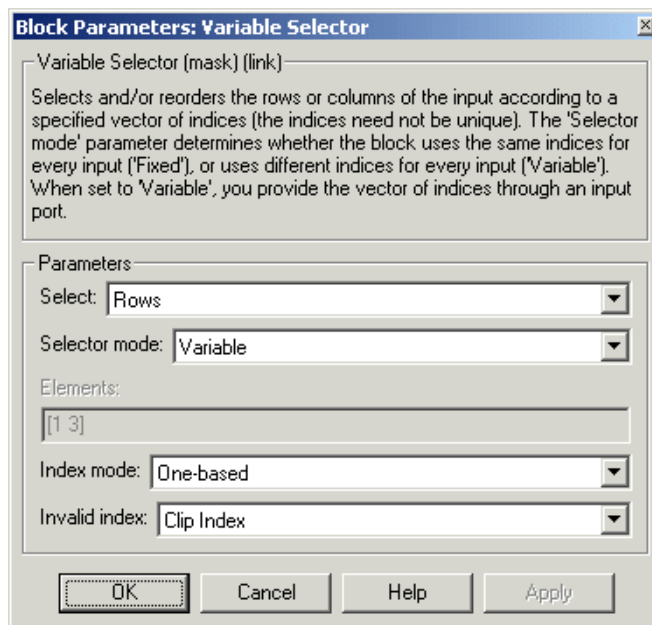 Block Parameters: Variable Selector
Variable Selector (mask) (link)
Selects and/or reorders the rows or columns of the input according to a
specified vector of indices (the indices need not be unique). The 'Selector
mode' parameter determines whether the block uses the same indices for
every input ('Fixed'), or uses different indices for every input ('Variable').
When set to 'Variable', you provide the vector of indices through an input
port.
Parameters
Select: Rows
Selector mode: Variable
Elements:
[1 3]
Index mode: One-based
Invalid index: Clip Index
OK Cancel Help Apply